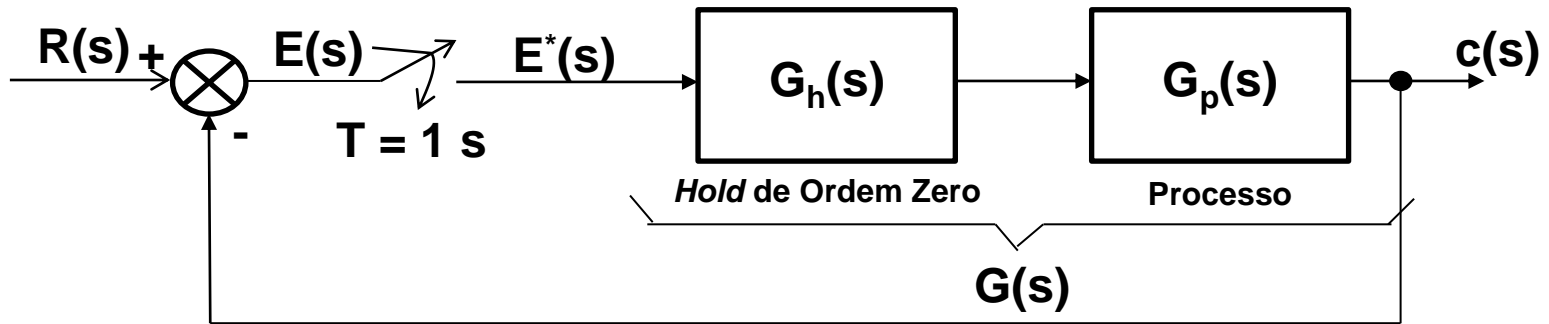 R(s) + E(s) E*(s) Gh(s) Gp(s) c(s)
-
T = 1 s
Hold de Ordem Zero Processo
G(s)